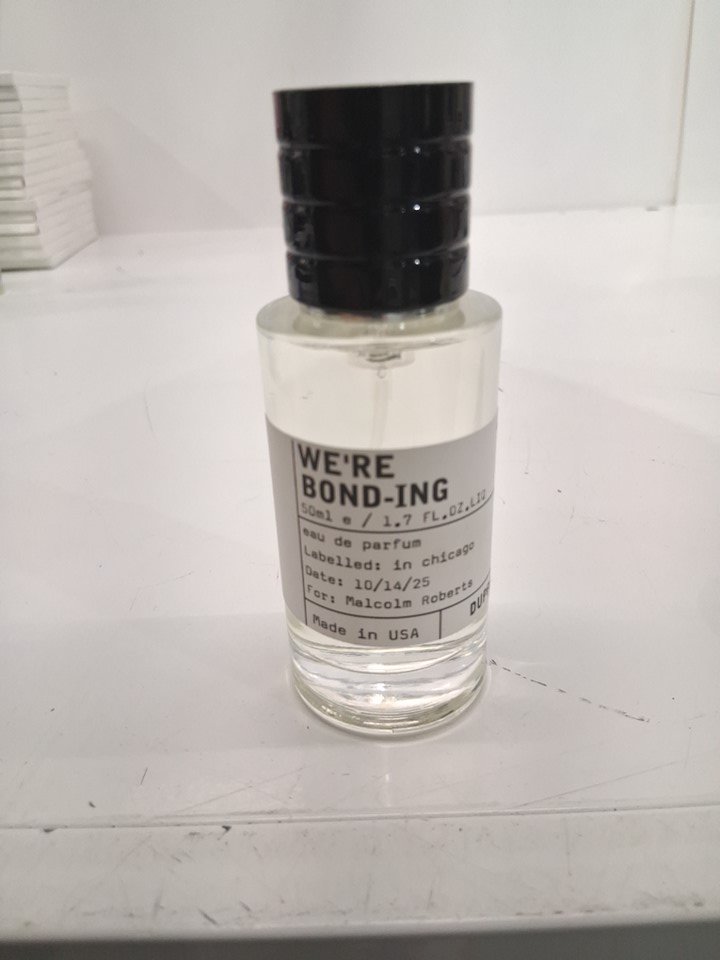 WE'RE
BOND-ING
50ml e / 1.7 FL.OZ.LIQ
eau de parfum
Labelled: in chicago
Date: 10/14/25
For: Malcolm Roberts
Made in USA